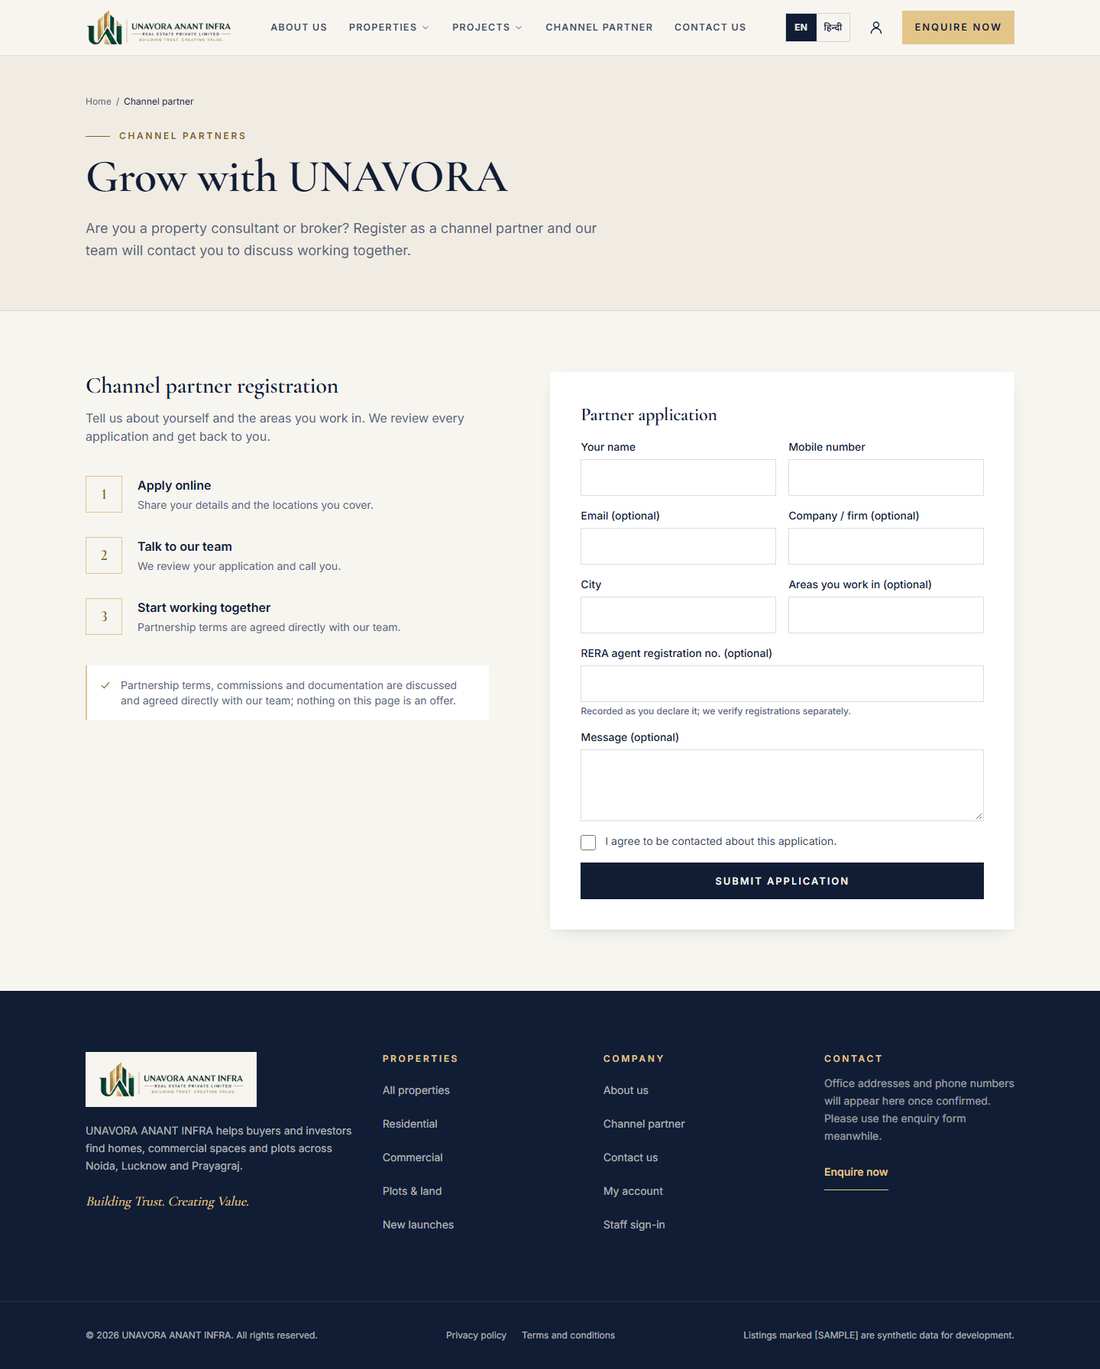 UNAVORA ANANT INFRA
REAL ESTATE PRIVATE LIMITED
BUILDING TRUST. CREATING VALUE.
ABOUT US
PROPERTIES
PROJECTS
CHANNEL PARTNER
CONTACT US
EN
हिन्दी
ENQUIRE NOW
Home / Channel partner
CHANNEL PARTNERS
Grow with UNAVORA
Are you a property consultant or broker? Register as a channel partner and our
team will contact you to discuss working together.
Channel partner registration
Tell us about yourself and the areas you work in. We review every
application and get back to you.
1
Apply online
Share your details and the locations you cover.
2
Talk to our team
We review your application and call you.
3
Start working together
Partnership terms are agreed directly with our team.
Partnership terms, commissions and documentation are discussed
and agreed directly with our team; nothing on this page is an offer.
Partner application
Your name
Mobile number
Email (optional)
Company / firm (optional)
City
Areas you work in (optional)
RERA agent registration no. (optional)
Recorded as you declare it; we verify registrations separately.
Message (optional)
I agree to be contacted about this application.
SUBMIT APPLICATION
UNAVORA ANANT INFRA
REAL ESTATE PRIVATE LIMITED
BUILDING TRUST. CREATING VALUE.
UNAVORA ANANT INFRA helps buyers and investors
find homes, commercial spaces and plots across
Noida, Lucknow and Prayagraj.
Building Trust. Creating Value.
PROPERTIES
All properties
Residential
Commercial
Plots & land
New launches
COMPANY
About us
Channel partner
Contact us
My account
Staff sign-in
CONTACT
Office addresses and phone numbers
will appear here once confirmed.
Please use the enquiry form
meanwhile.
Enquire now
© 2026 UNAVORA ANANT INFRA. All rights reserved.
Privacy policy
Terms and conditions
Listings marked [SAMPLE] are synthetic data for development.